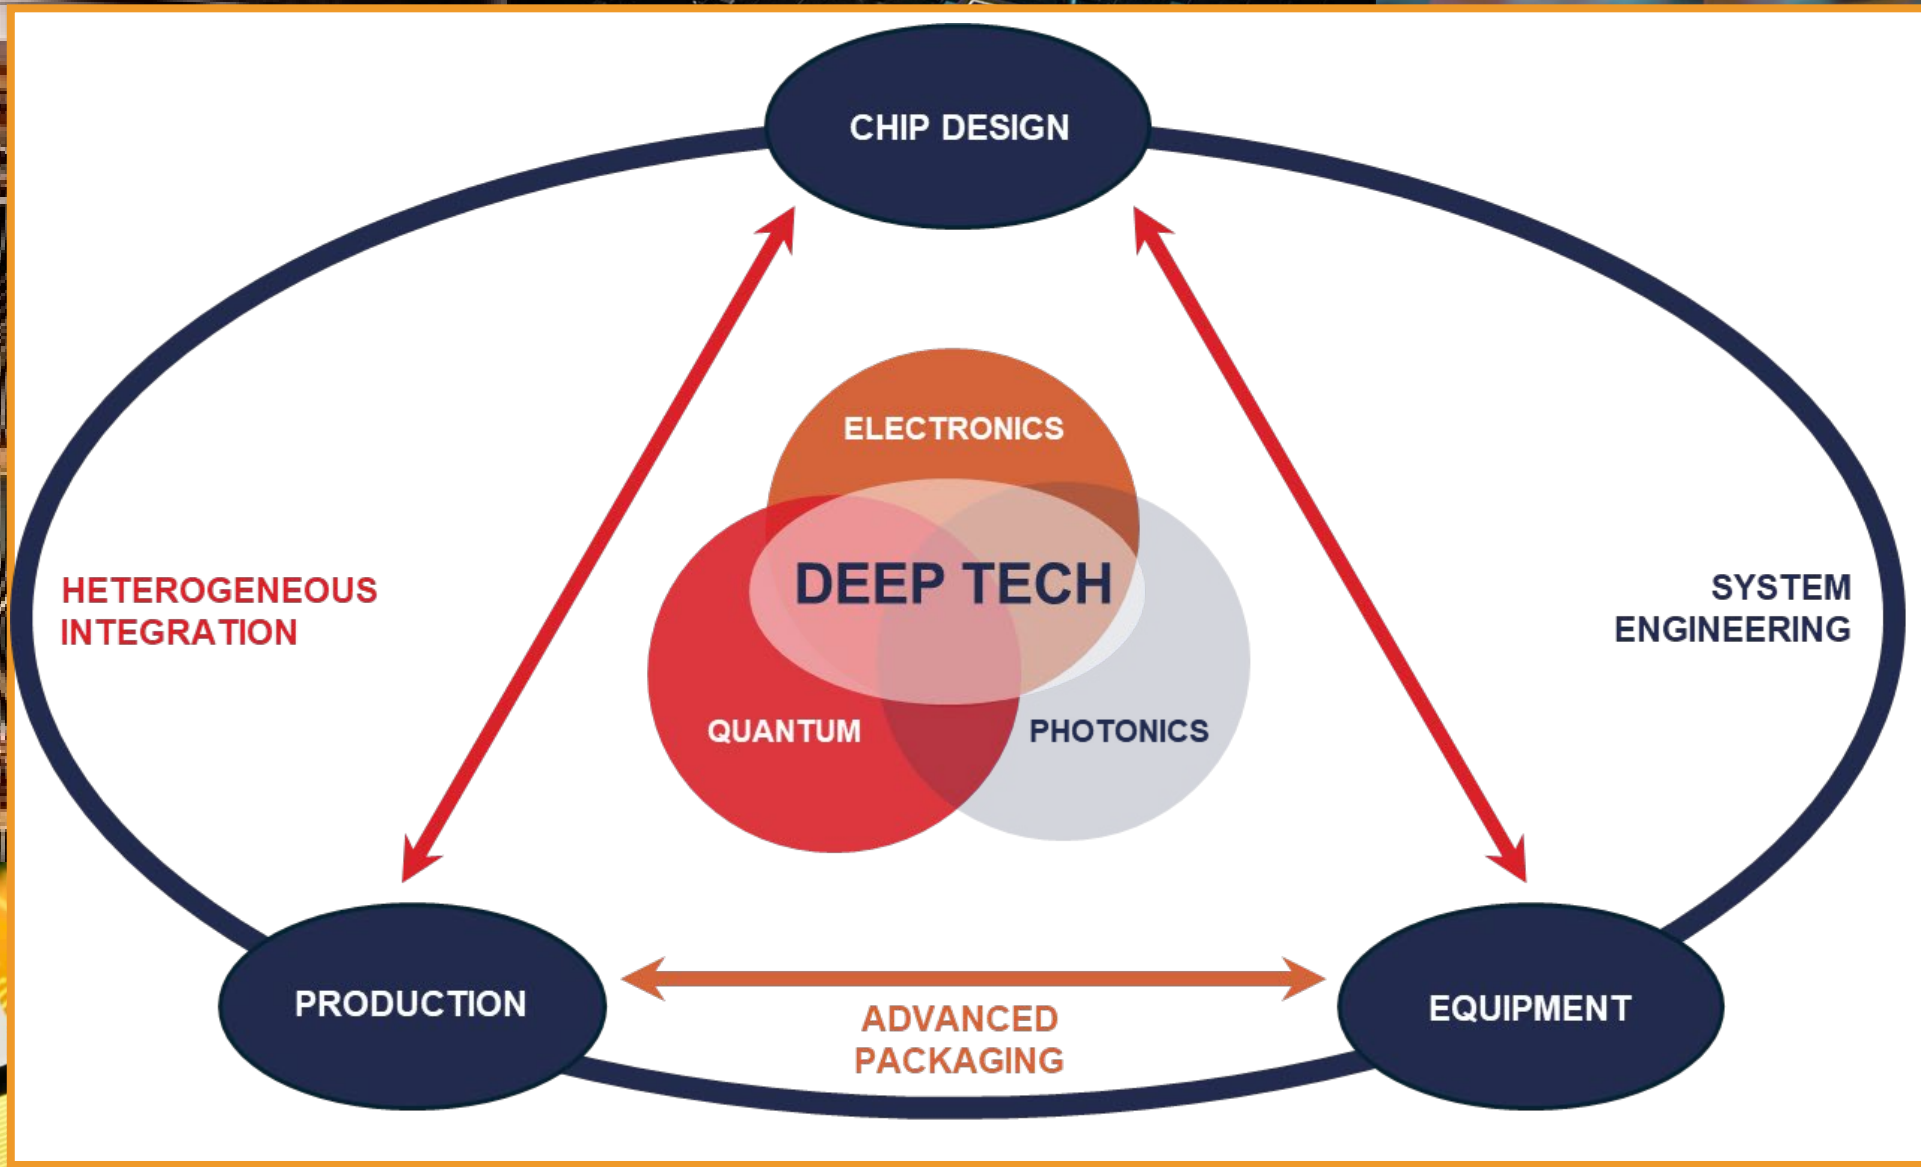 CHIP DESIGN
ELECTRONICS
DEEP TECH
HETEROGENEOUS
INTEGRATION
SYSTEM
ENGINEERING
QUANTUM
PHOTONICS
PRODUCTION
EQUIPMENT
ADVANCED
PACKAGING